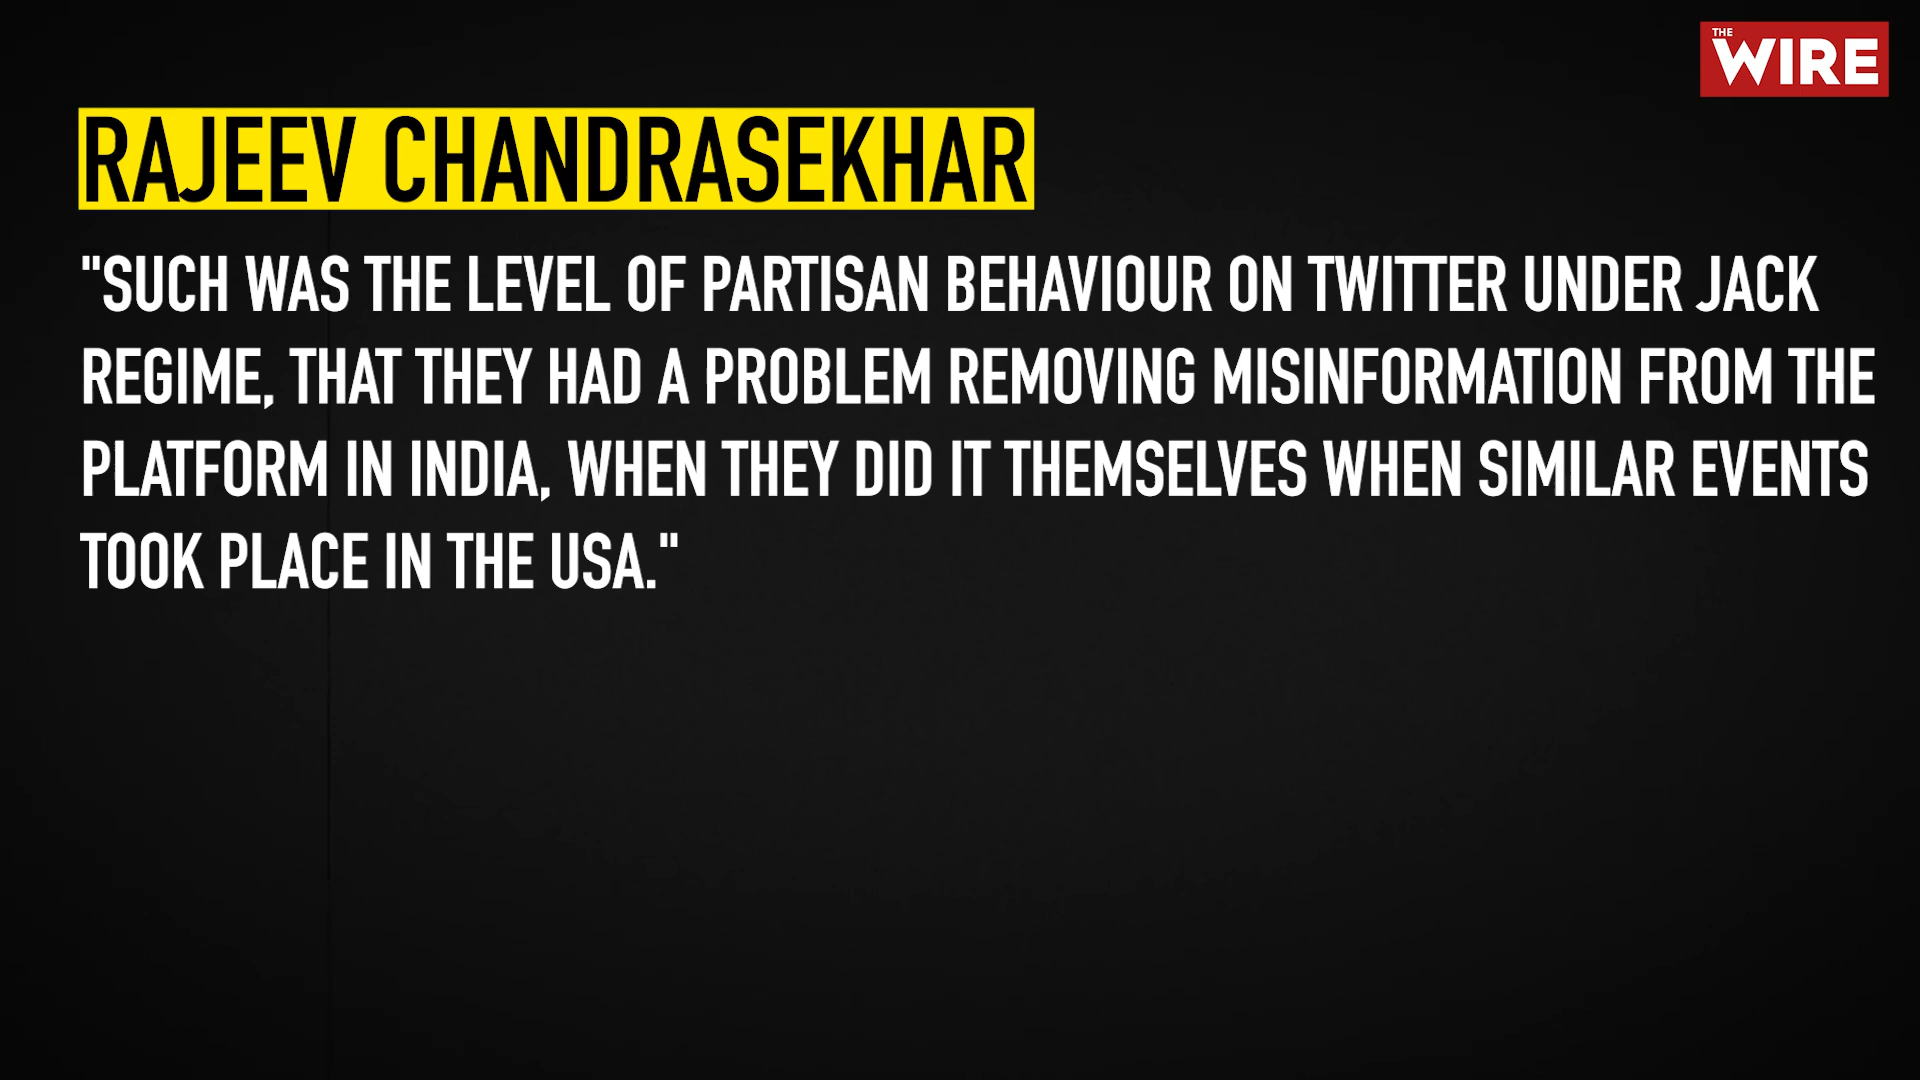 THE
WIRE
RAJEEV CHANDRASEKHAR
"SUCH WAS THE LEVEL OF PARTISAN BEHAVIOUR ON TWITTER UNDER JACK
REGIME, THAT THEY HAD A PROBLEM REMOVING MISINFORMATION FROM THE
PLATFORM IN INDIA, WHEN THEY DID IT THEMSELVES WHEN SIMILAR EVENTS
TOOK PLACE IN THE USA."